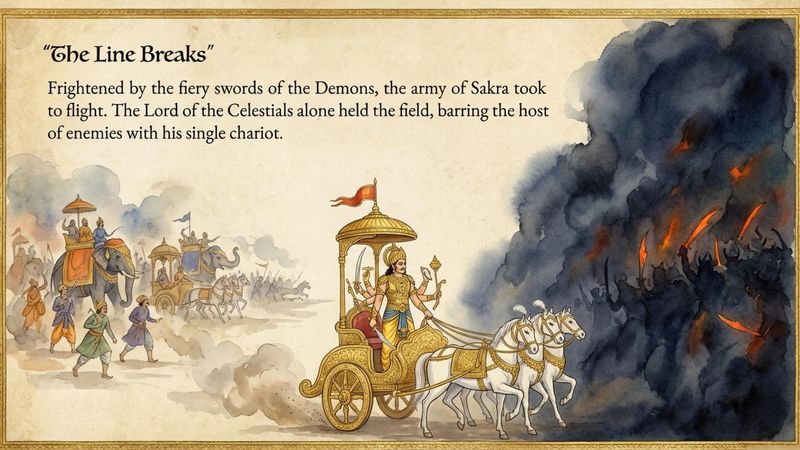 “The Line Breaks”
Frightened by the fiery swords of the Demons, the army of Sakra took
to flight. The Lord of the Celestials alone held the field, barring the host
of enemies with his single chariot.